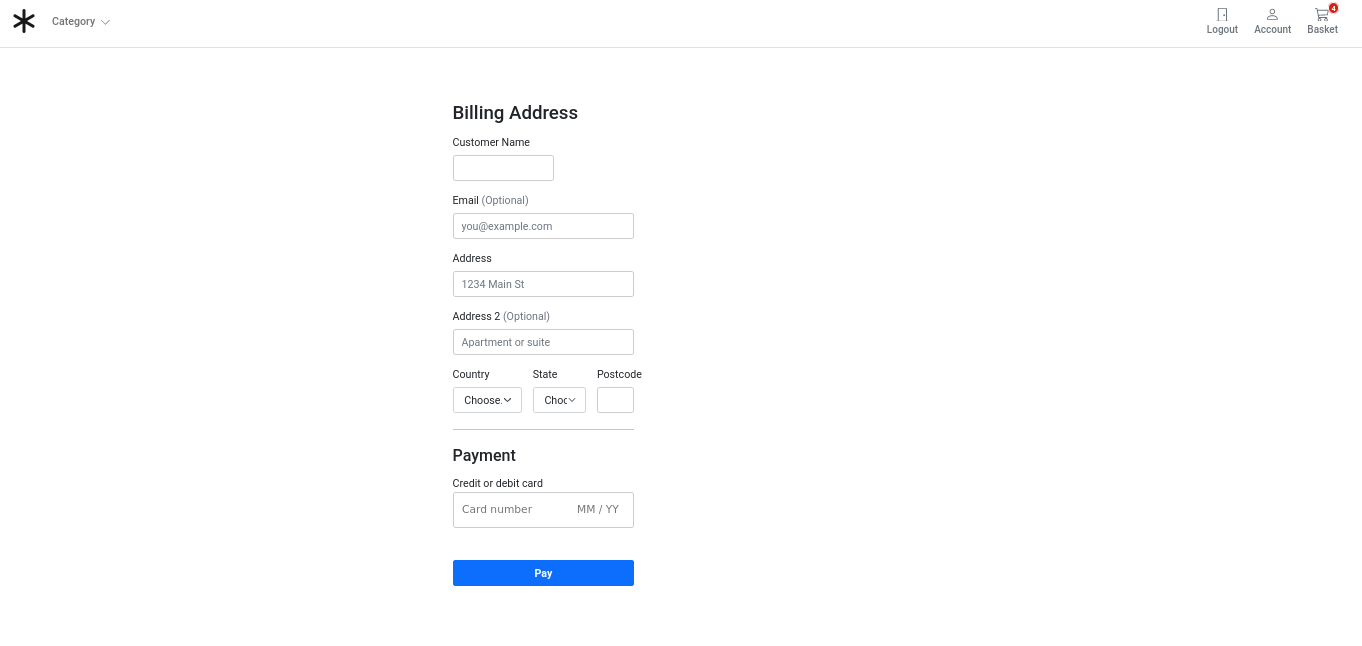 Category
Logout
Account
4
Basket
Billing Address
Customer Name
Email (Optional)
you@example.com
Address
1234 Main St
Address 2 (Optional)
Apartment or suite
Country State Postcode
Choose. Choc
Payment
Credit or debit card
Card number MM / YY
Pay